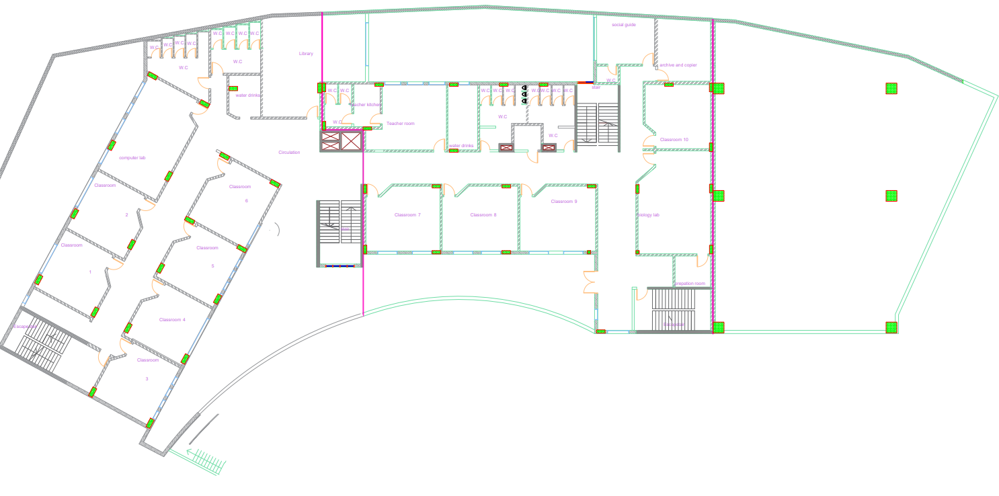 social guide
W.C
W.C
W.C
W.C
W.C
W.C
W.C
W.C
Library
W.C
W.C
archive and copier
W.C
stair
W.C
W.C
W.C
W.C
W.C
W.C
W.C
W.C
W.C
water drinks
teacher kitchen
W.C
W.C
Teacher room
W.C
Classroom 10
water drinks
Circulation
computer lab
Classroom
2
Classroom
6
Classroom 9
Classroom 7
Classroom 8
biology lab
stair
Classroom
1
Classroom
5
prepation room
Classroom 4
Classroom
3